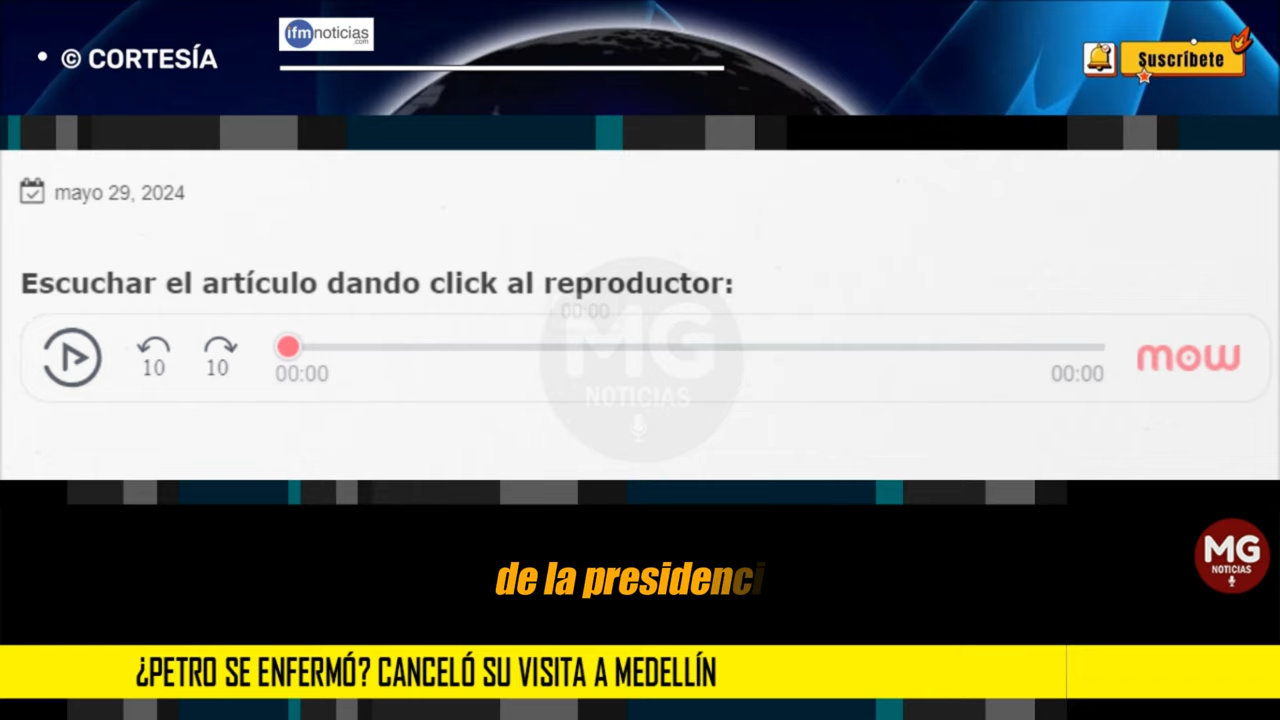 © CORTESÍA
ifmnoticias
.com
Suscríbete
mayo 29, 2024
Escuchar el artículo dando click al reproductor:
00:00
10
10
00:00
00:00
mow
MG
NOTICIAS
de la presidenci
MG
NOTICIAS
¿PETRO SE ENFERMÓ? CANCELÓ SU VISITA A MEDELLÍN